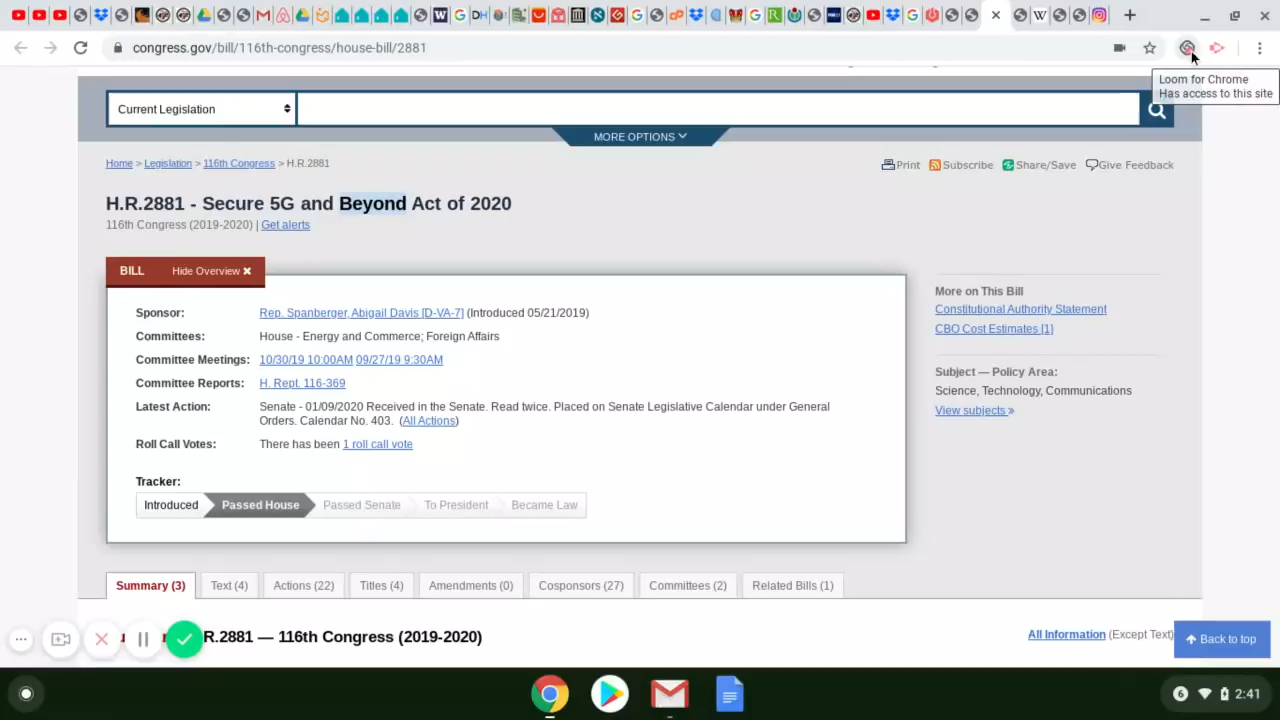 congress.gov/bill/116th-congress/house-bill/2881
Loom for Chrome
Has access to this site
Current Legislation
MORE OPTIONS
Home > Legislation > 116th Congress > H.R.2881
Print Subscribe Share/Save Give Feedback
H.R.2881 - Secure 5G and Beyond Act of 2020
116th Congress (2019-2020) | Get alerts
BILL Hide Overview ✖
Sponsor: Rep. Spanberger, Abigail Davis [D-VA-7] (Introduced 05/21/2019)
Committees: House - Energy and Commerce; Foreign Affairs
Committee Meetings: 10/30/19 10:00AM 09/27/19 9:30AM
Committee Reports: H. Rept. 116-369
Latest Action: Senate - 01/09/2020 Received in the Senate. Read twice. Placed on Senate Legislative Calendar under General
Orders. Calendar No. 403. (All Actions)
Roll Call Votes: There has been 1 roll call vote
Tracker:
Introduced Passed House Passed Senate To President Became Law
More on This Bill
Constitutional Authority Statement
CBO Cost Estimates [1]
Subject — Policy Area:
Science, Technology, Communications
View subjects »
Summary (3) Text (4) Actions (22) Titles (4) Amendments (0) Cosponsors (27) Committees (2) Related Bills (1)
R.2881 — 116th Congress (2019-2020)
All Information (Except Text)
Back to top
6 2:41